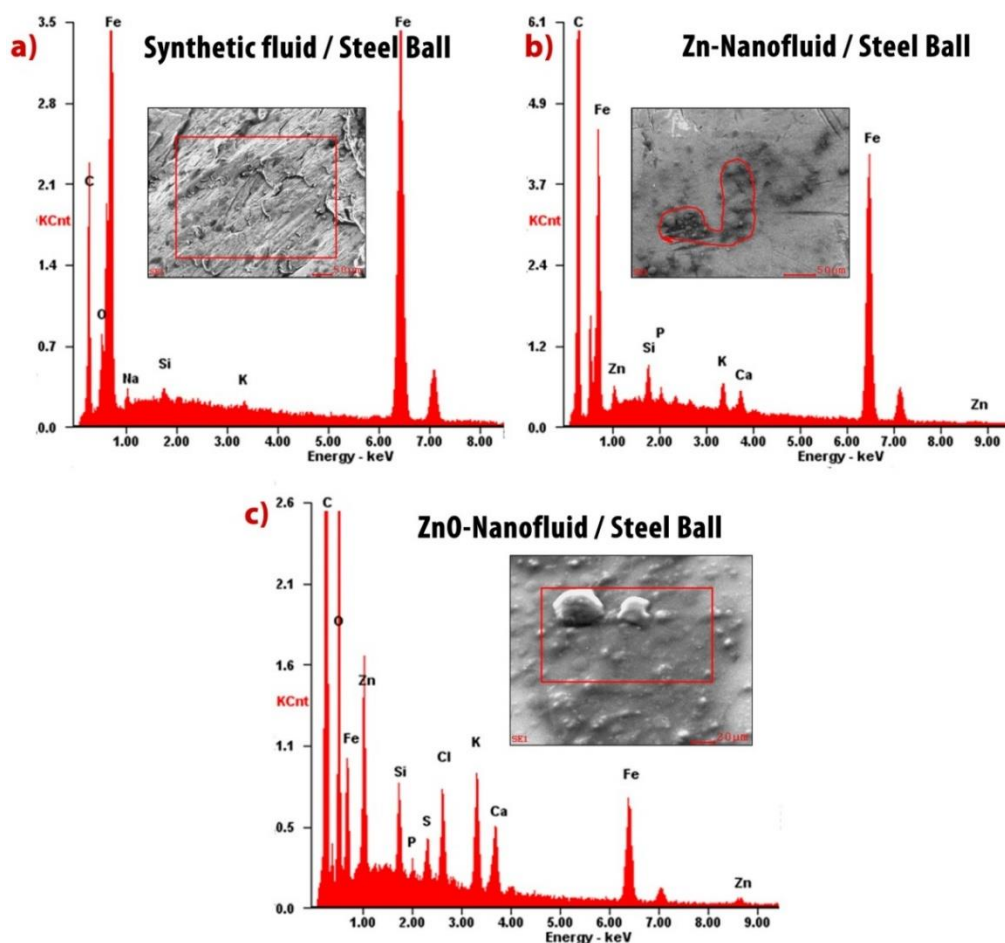 a)
Synthetic fluid / Steel Ball
3.5
2.8
2.1
KCnt
1.4
0.7
0.0
C
O
Fe
Na
Si
K
Fe
1.00 2.00 3.00 4.00 5.00 6.00 7.00 8.00
Energy - keV
b)
Zn-Nanofluid / Steel Ball
6.1
4.9
3.7
KCnt
2.4
1.2
0.0
C
Fe
Zn
Si
P
K
Ca
Fe
Zn
50µm
1.00 2.00 3.00 4.00 5.00 6.00 7.00 8.00 9.00
Energy - keV
c)
ZnO-Nanofluid / Steel Ball
2.6
2.1
1.6
KCnt
1.1
0.5
0.0
C
O
Fe
Zn
Si
P
S
Cl
K
Ca
Fe
Zn
SE1
1.00 2.00 3.00 4.00 5.00 6.00 7.00 8.00 9.00
Energy - keV